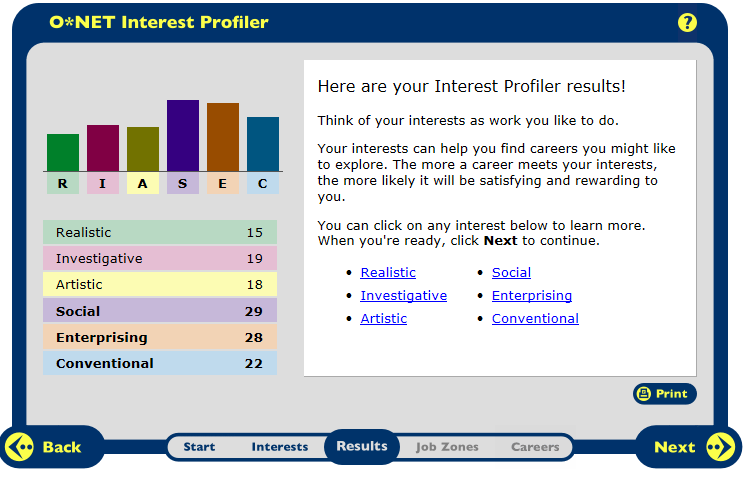 O*NET Interest Profiler
?
R I A S E C
Realistic 15
Investigative 19
Artistic 18
Social 29
Enterprising 28
Conventional 22
Here are your Interest Profiler results!
Think of your interests as work you like to do.
Your interests can help you find careers you might like
to explore. The more a career meets your interests,
the more likely it will be satisfying and rewarding to
you.
You can click on any interest below to learn more.
When you're ready, click Next to continue.
• Realistic • Social
• Investigative • Enterprising
• Artistic • Conventional
Print
Back Start Interests Results Job Zones Careers Next